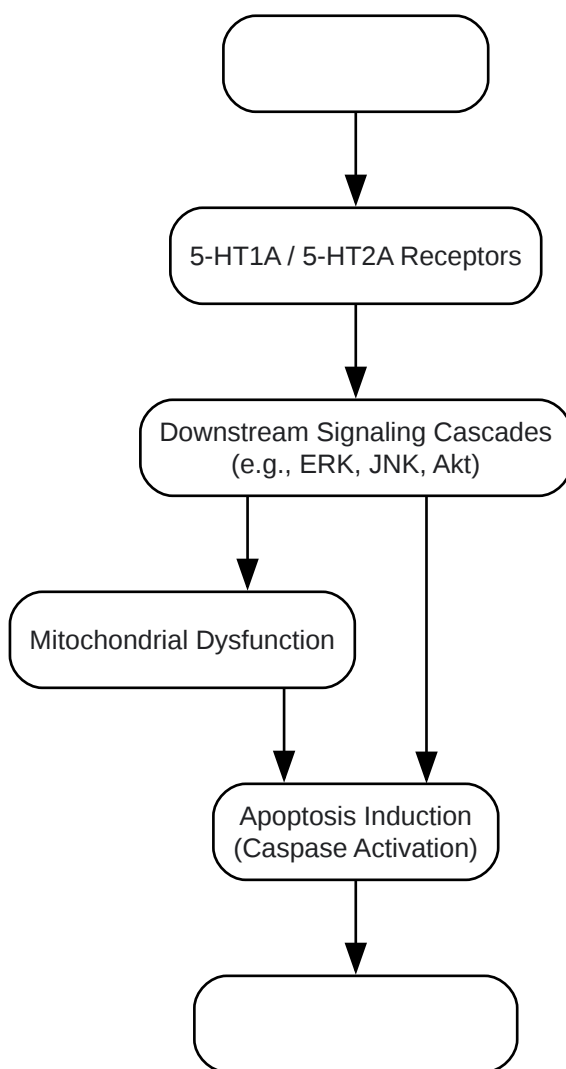 5-HT1A / 5-HT2A Receptors
Downstream Signaling Cascades
(e.g., ERK, JNK, Akt)
Mitochondrial Dysfunction
Apoptosis Induction
(Caspase Activation)